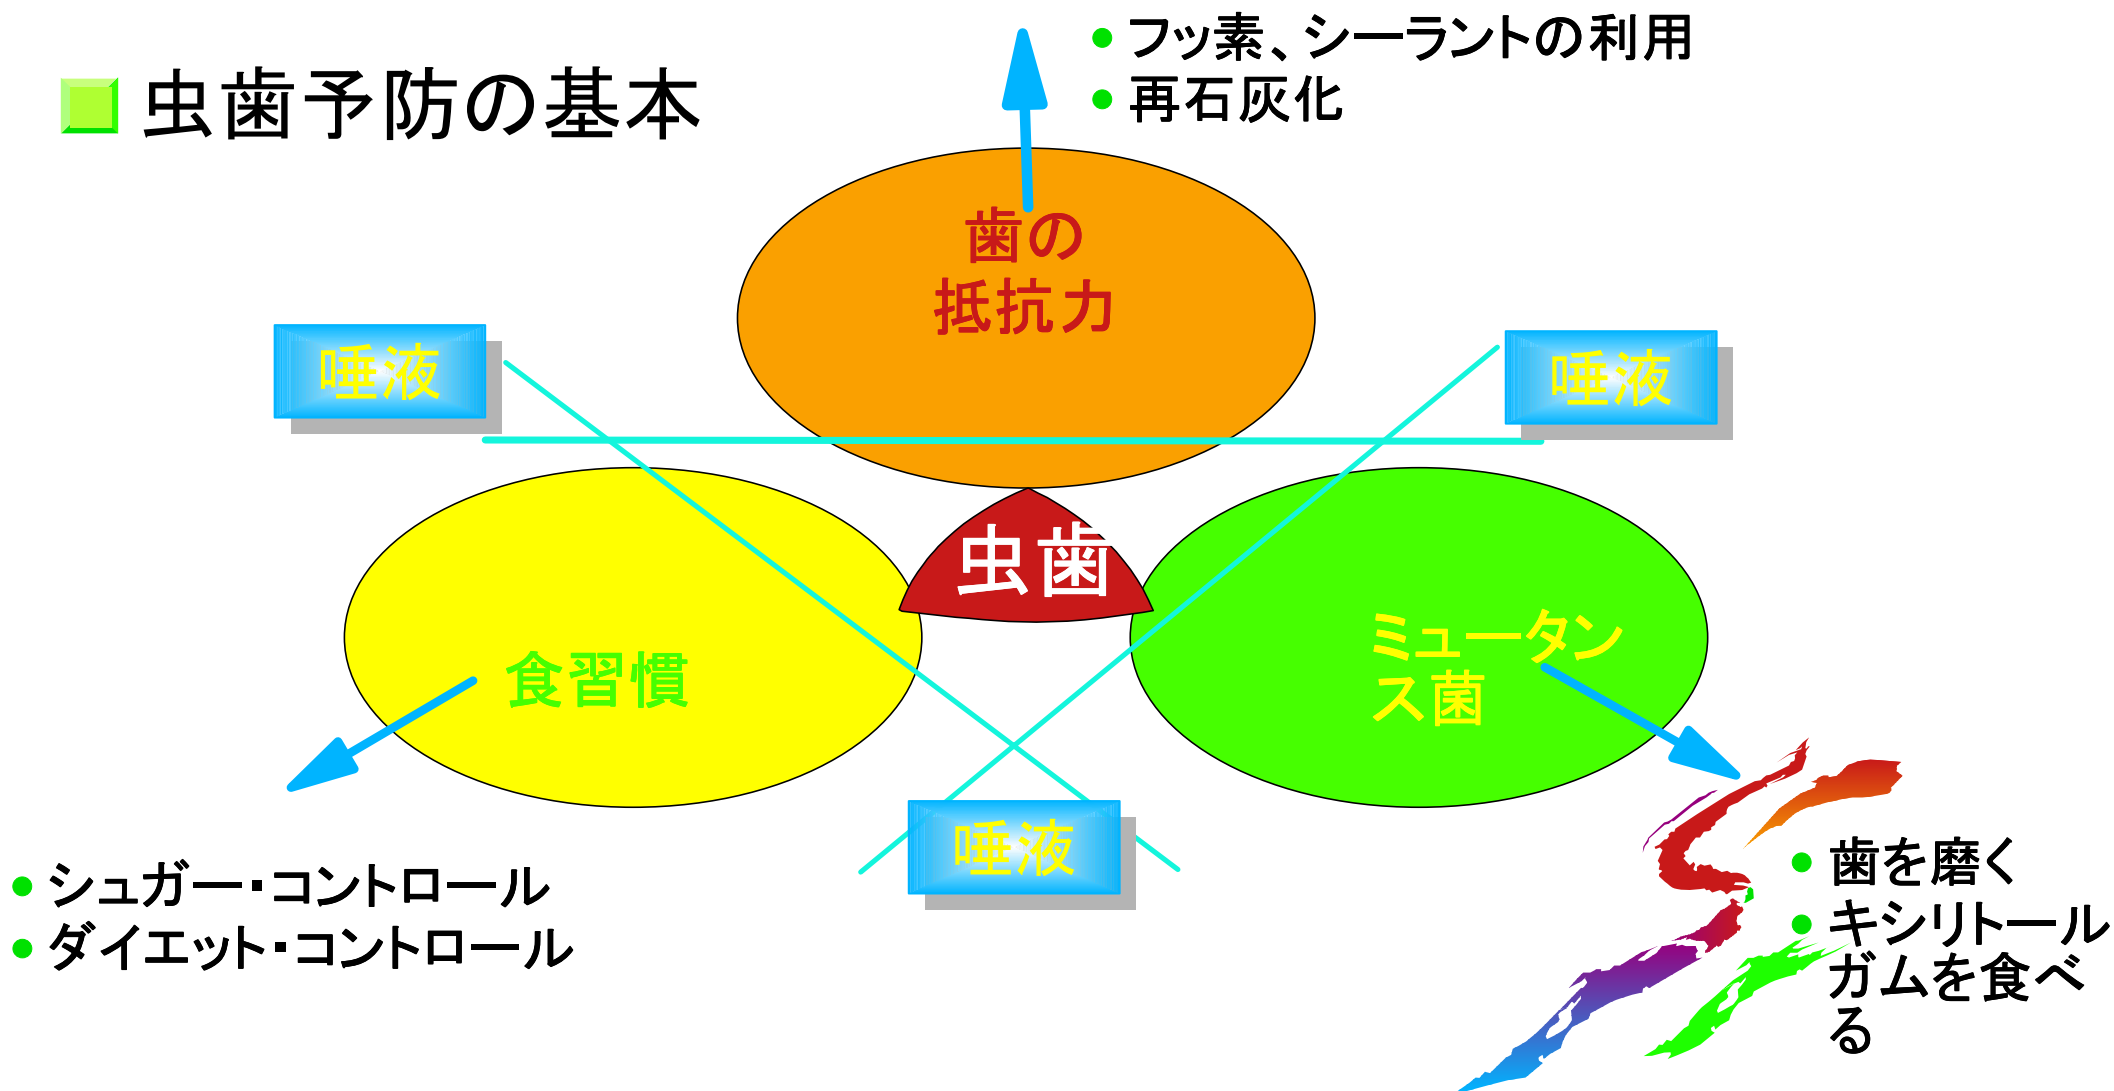 虫歯予防の基本
フッ素、シーラントの利用
再石灰化
歯の
抵抗力
唾液
唾液
虫歯
食習慣
ミュータン
ス菌
唾液
シュガー・コントロール
ダイエット・コントロール
歯を磨く
キシリトール
ガムを食べ
る